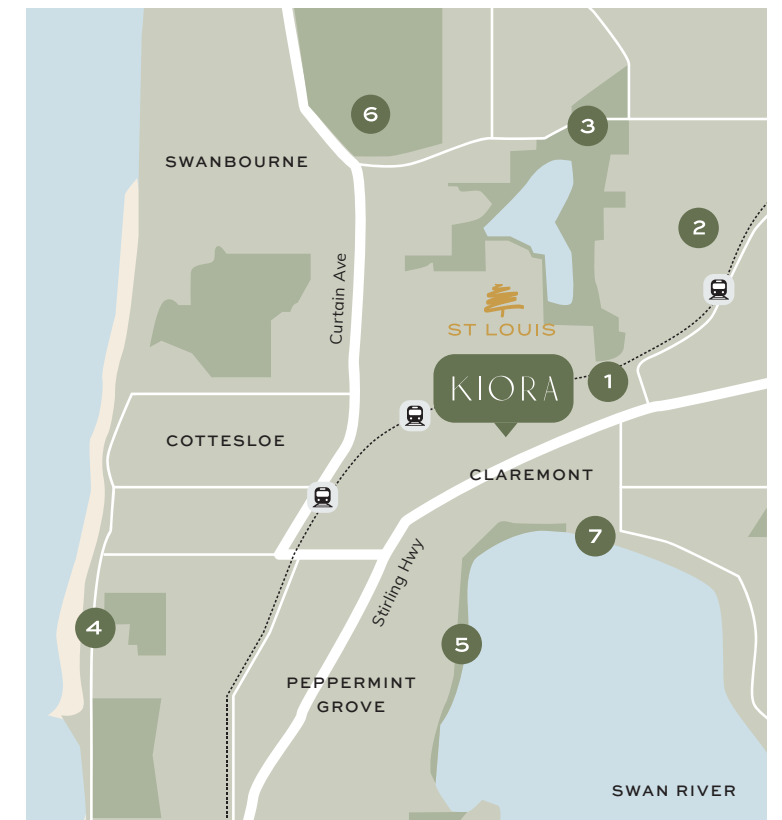 6
3
SWANBOURNE
2
Curtain Ave
ST LOUIS
KIORA
1
COTTESLOE
CLAREMONT
7
Stirling Hwy
4
5
PEPPERMINT
GROVE
SWAN RIVER